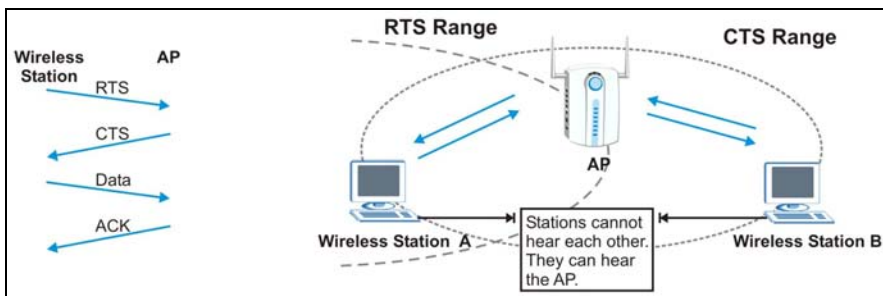 RTS Range
CTS Range
Wireless
Station
AP
RTS
CTS
Data
ACK
AP
Wireless Station A
Stations cannot
hear each other.
They can hear
the AP.
Wireless Station B